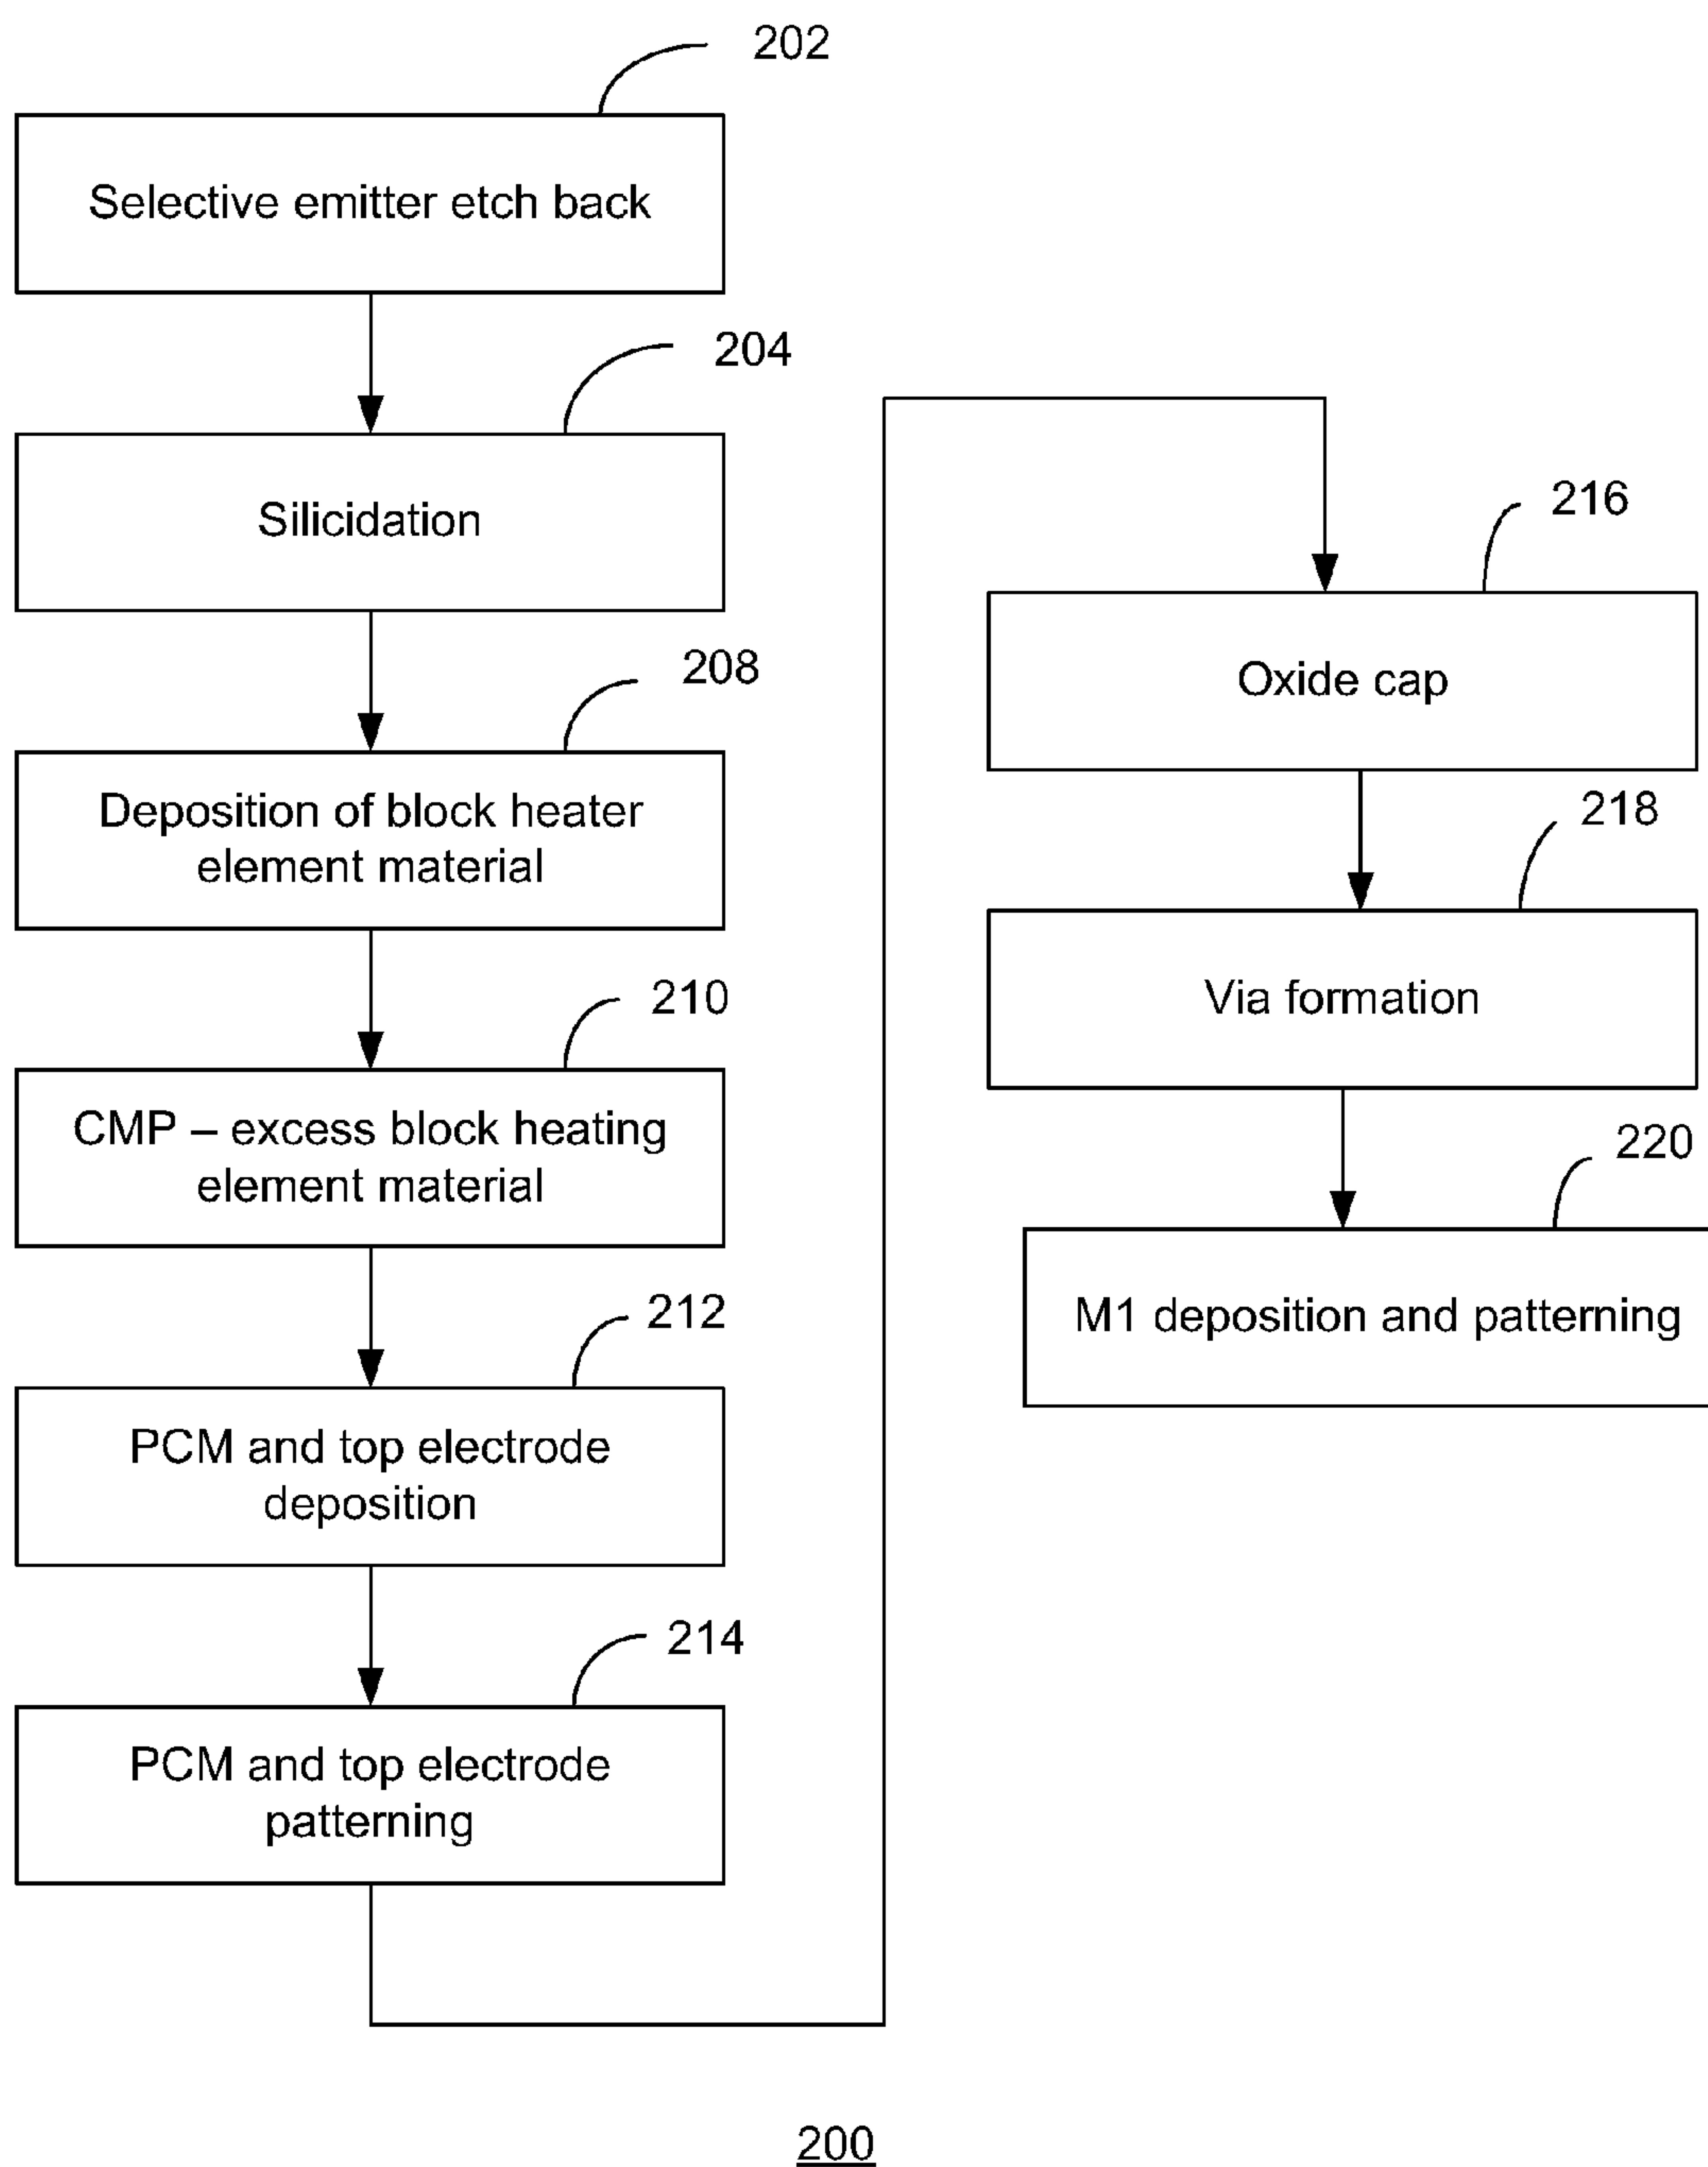 202
Selective emitter etch back
204
Silicidation
208
Deposition of block heater
element material
210
CMP – excess block heating
element material
212
PCM and top electrode
deposition
214
PCM and top electrode
patterning
216
Oxide cap
218
Via formation
220
M1 deposition and patterning
200